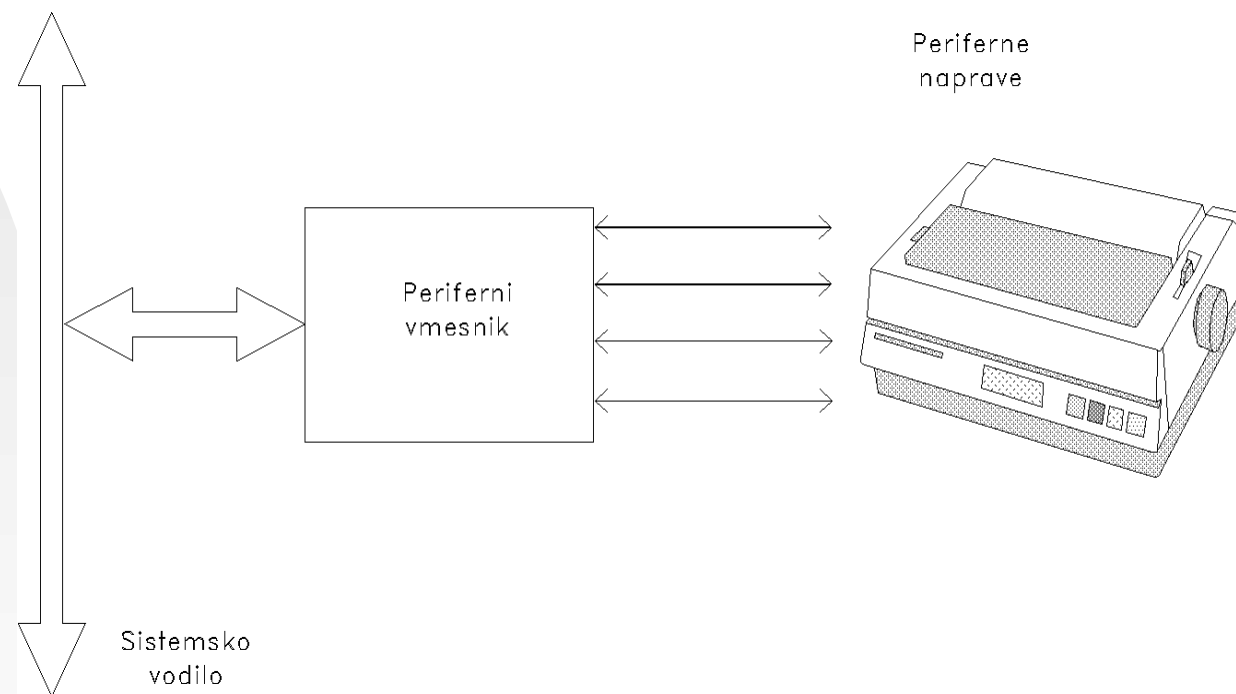 Periferne
naprave
Periferni
vmesnik
Sistemsko
vodilo